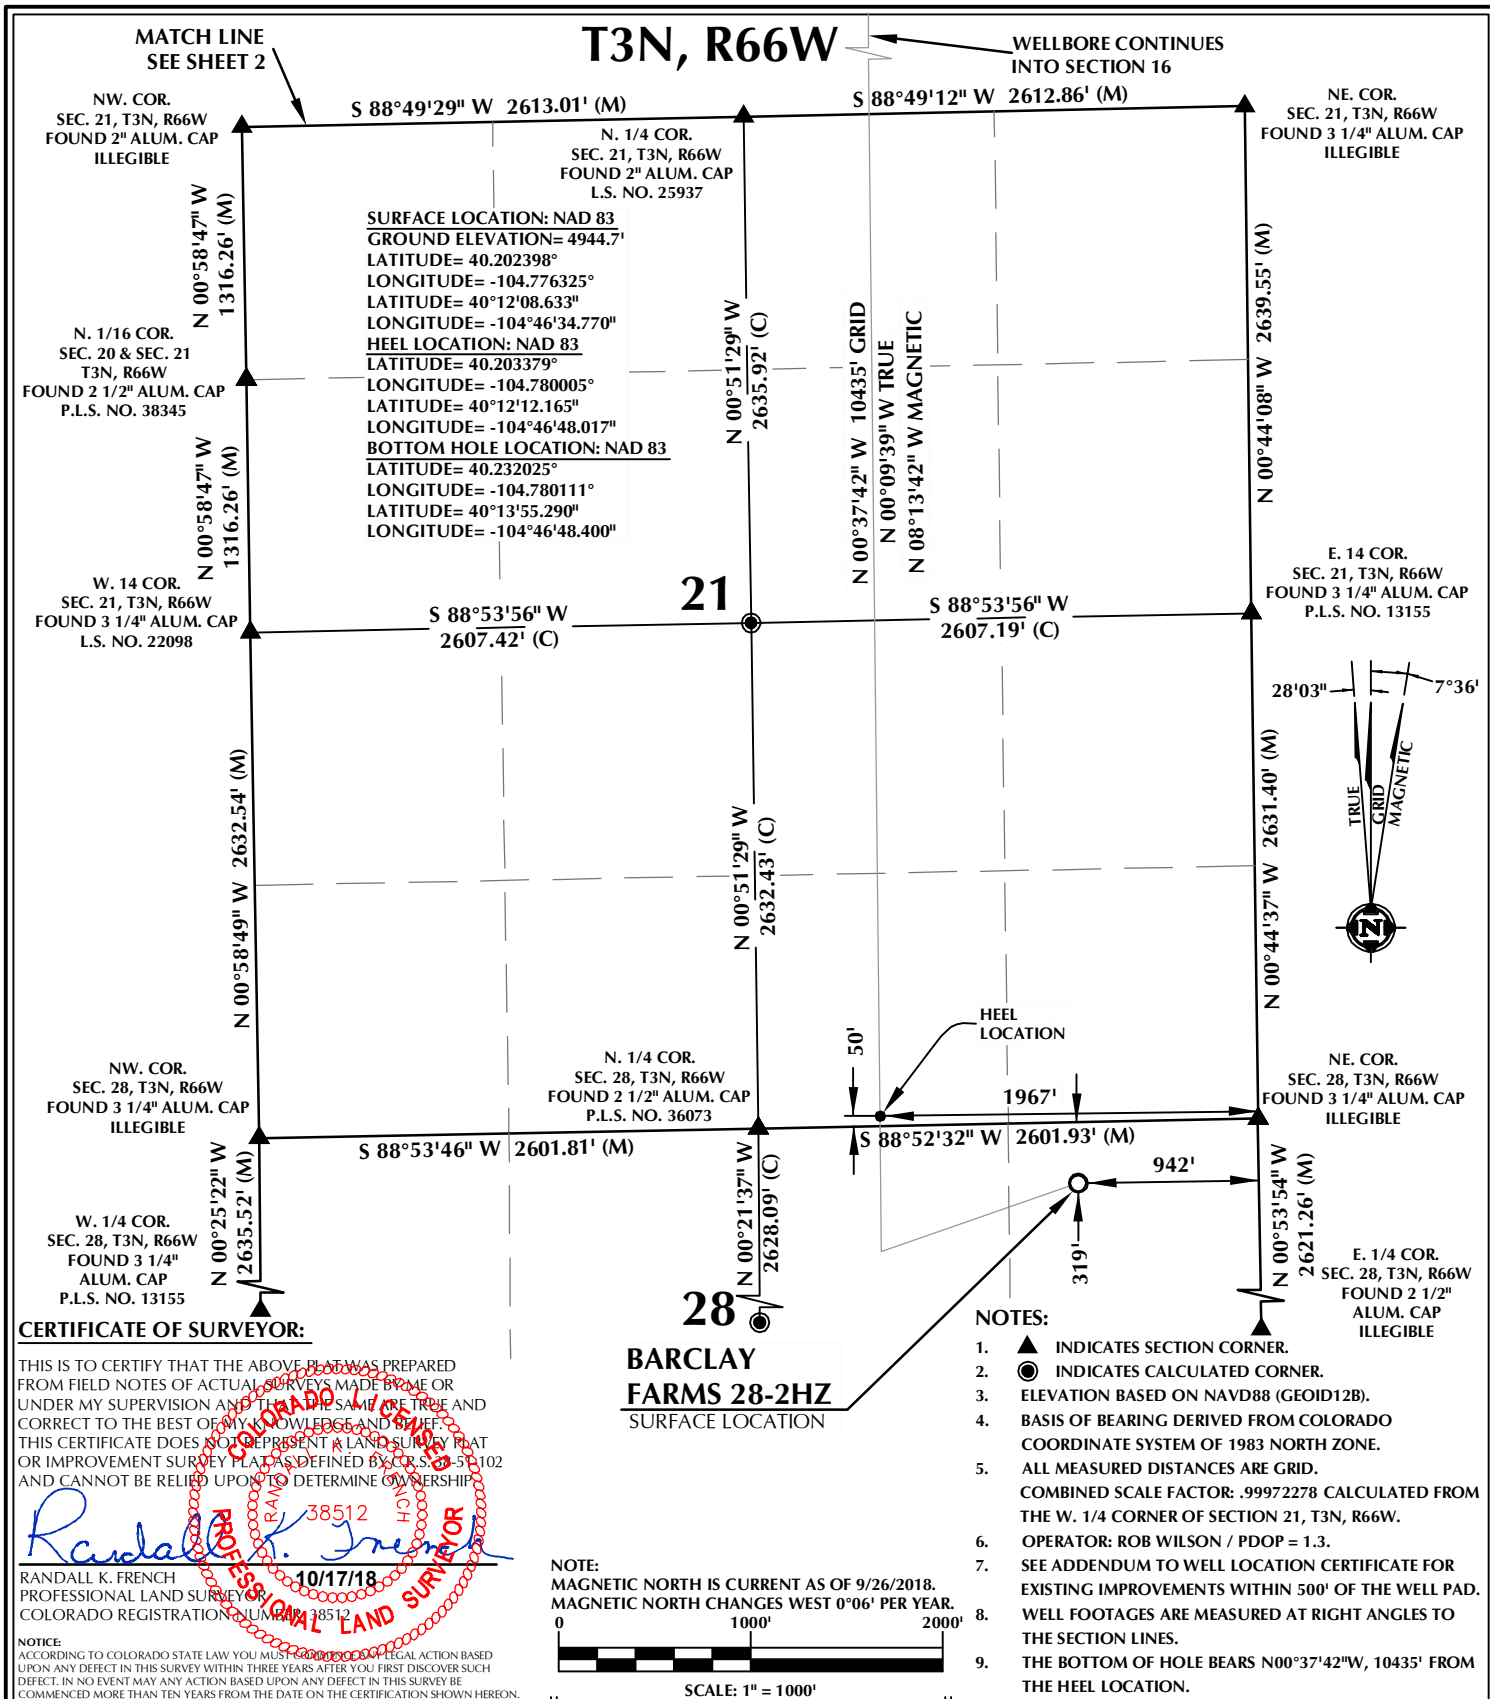 T3N, R66W
MATCH LINE
SEE SHEET 2
WELLBORE CONTINUES
INTO SECTION 16
NW. COR.
SEC. 21, T3N, R66W
FOUND 2" ALUM. CAP
ILLEGIBLE
S 88°49'29" W 2613.01' (M)
S 88°49'12" W 2612.86' (M)
N. 1/4 COR.
SEC. 21, T3N, R66W
FOUND 2" ALUM. CAP
L.S. NO. 25937
NE. COR.
SEC. 21, T3N, R66W
FOUND 3 1/4" ALUM. CAP
ILLEGIBLE
N 00°58'47" W
1316.26' (M)
SURFACE LOCATION: NAD 83
GROUND ELEVATION= 4944.7'
LATITUDE= 40.202398°
LONGITUDE= -104.776325°
LATITUDE= 40°12'08.633"
LONGITUDE= -104°46'34.770"
HEEL LOCATION: NAD 83
LATITUDE= 40.203379°
LONGITUDE= -104.780005°
LATITUDE= 40°12'12.165"
LONGITUDE= -104°46'48.017"
BOTTOM HOLE LOCATION: NAD 83
LATITUDE= 40.232025°
LONGITUDE= -104.780111°
LATITUDE= 40°13'55.290"
LONGITUDE= -104°46'48.400"
N. 1/16 COR.
SEC. 20 & SEC. 21
T3N, R66W
FOUND 2 1/2" ALUM. CAP
P.L.S. NO. 38345
N 00°51'29" W
2635.92' (C)
N 00°37'42" W 10435' GRID
N 00°09'39" W TRUE
N 08°13'42" W MAGNETIC
N 00°44'08" W 2639.55' (M)
N 00°58'47" W
1316.26' (M)
W. 14 COR.
SEC. 21, T3N, R66W
FOUND 3 1/4" ALUM. CAP
L.S. NO. 22098
S 88°53'56" W
2607.42' (C)
21
S 88°53'56" W
2607.19' (C)
E. 14 COR.
SEC. 21, T3N, R66W
FOUND 3 1/4" ALUM. CAP
P.L.S. NO. 13155
28'03"
7°36'
TRUE
GRID
MAGNETIC
N
N 00°58'49" W 2632.54' (M)
N 00°51'29" W
2632.43' (C)
N 00°44'37" W 2631.40' (M)
HEEL
LOCATION
50'
1967'
NW. COR.
SEC. 28, T3N, R66W
FOUND 3 1/4" ALUM. CAP
ILLEGIBLE
N. 1/4 COR.
SEC. 28, T3N, R66W
FOUND 2 1/2" ALUM. CAP
P.L.S. NO. 36073
NE. COR.
SEC. 28, T3N, R66W
FOUND 3 1/4" ALUM. CAP
ILLEGIBLE
S 88°53'46" W 2601.81' (M)
S 88°52'32" W 2601.93' (M)
942'
319'
N 00°25'22" W
2635.52' (M)
N 00°21'37" W
2628.09' (C)
N 00°53'54" W
2621.26' (M)
W. 1/4 COR.
SEC. 28, T3N, R66W
FOUND 3 1/4"
ALUM. CAP
P.L.S. NO. 13155
E. 1/4 COR.
SEC. 28, T3N, R66W
FOUND 2 1/2"
ALUM. CAP
ILLEGIBLE
28
BARCLAY
FARMS 28-2HZ
SURFACE LOCATION
CERTIFICATE OF SURVEYOR:
THIS IS TO CERTIFY THAT THE ABOVE PLAT WAS PREPARED
FROM FIELD NOTES OF ACTUAL SURVEYS MADE BY ME OR
UNDER MY SUPERVISION AND THAT THE SAME ARE TRUE AND
CORRECT TO THE BEST OF MY KNOWLEDGE AND BELIEF.
THIS CERTIFICATE DOES NOT REPRESENT A LAND SURVEY PLAT
OR IMPROVEMENT SURVEY PLAT AS DEFINED BY C.R.S. 38-51-102
AND CANNOT BE RELIED UPON TO DETERMINE OWNERSHIP
COLORADO LICENSED
PROFESSIONAL LAND SURVEYOR
RANDALL K. FRENCH
38512
Randall K. French
10/17/18
RANDALL K. FRENCH
PROFESSIONAL LAND SURVEYOR
COLORADO REGISTRATION NUMBER 38512
NOTICE:
ACCORDING TO COLORADO STATE LAW YOU MUST COMMENCE ANY LEGAL ACTION BASED
UPON ANY DEFECT IN THIS SURVEY WITHIN THREE YEARS AFTER YOU FIRST DISCOVER SUCH
DEFECT. IN NO EVENT MAY ANY ACTION BASED UPON ANY DEFECT IN THIS SURVEY BE
COMMENCED MORE THAN TEN YEARS FROM THE DATE ON THE CERTIFICATION SHOWN HEREON.
NOTE:
MAGNETIC NORTH IS CURRENT AS OF 9/26/2018.
MAGNETIC NORTH CHANGES WEST 0°06' PER YEAR.
0 1000' 2000'
SCALE: 1" = 1000'
NOTES:
1. INDICATES SECTION CORNER.
2. INDICATES CALCULATED CORNER.
3. ELEVATION BASED ON NAVD88 (GEOID12B).
4. BASIS OF BEARING DERIVED FROM COLORADO
COORDINATE SYSTEM OF 1983 NORTH ZONE.
5. ALL MEASURED DISTANCES ARE GRID.
COMBINED SCALE FACTOR: .99972278 CALCULATED FROM
THE W. 1/4 CORNER OF SECTION 21, T3N, R66W.
6. OPERATOR: ROB WILSON / PDOP = 1.3.
7. SEE ADDENDUM TO WELL LOCATION CERTIFICATE FOR
EXISTING IMPROVEMENTS WITHIN 500' OF THE WELL PAD.
8. WELL FOOTAGES ARE MEASURED AT RIGHT ANGLES TO
THE SECTION LINES.
9. THE BOTTOM OF HOLE BEARS N00°37'42"W, 10435' FROM
THE HEEL LOCATION.